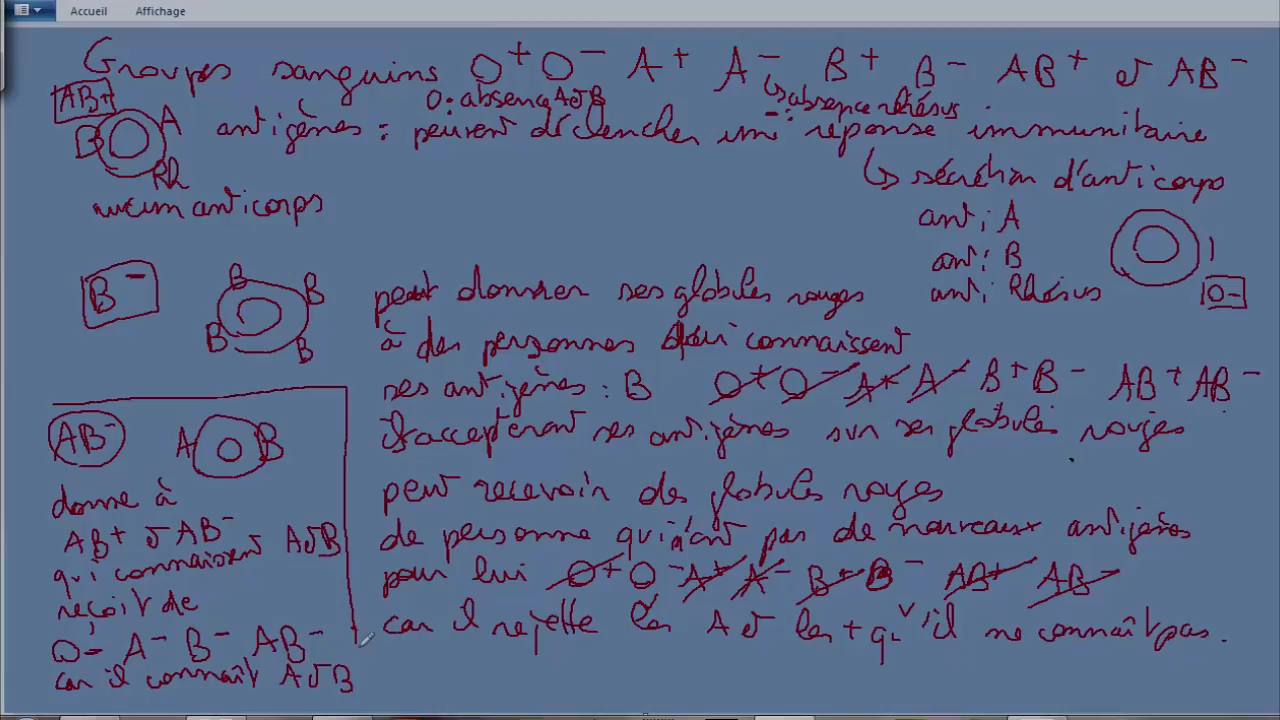 Accueil Affichage
Groupes sanguins O+ O- A+ A- B+ B- AB+ et AB-
O: absence A et B
↳ absence rhésus
AB+
B A Rh
antigènes : peuvent déclencher une réponse immunitaire
↳ sécrétion d'anticorps
aucun anticorps
anti A
anti B
anti Rhésus
O-
B-
B B B B
peut donner ses globules rouges
à des personnes qui connaissent
ses antigènes : B O+ O- A+ A- B+ B- AB+ AB-
ils accepteront ses antigènes sur ses globules rouges
peut recevoir des globules rouges
de personne qui n'ont pas de nouveaux antigènes
pour lui O+ O- A+ A- B+ B- AB+ AB-
car il rejette les A et les + qu'il ne connaît pas.
AB- A B
donne à
AB+ et AB-
qui connaissent A et B
reçoit de
O- A- B- AB-
car il connaît A et B